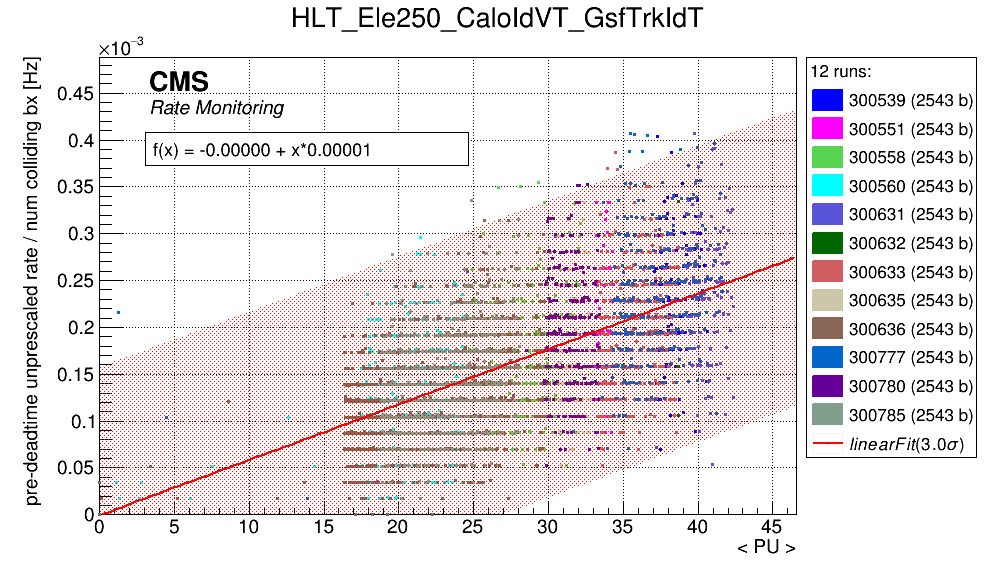 HLT_Ele250_CaloIdVT_GsfTrkIdT
×10⁻³
pre-deadtime unprescaled rate / num colliding bx [Hz]
CMS
Rate Monitoring
f(x) = -0.00000 + x*0.00001
0.45
0.4
0.35
0.3
0.25
0.2
0.15
0.1
0.05
0
0 5 10 15 20 25 30 35 40 45
< PU >
12 runs:
300539 (2543 b)
300551 (2543 b)
300558 (2543 b)
300560 (2543 b)
300631 (2543 b)
300632 (2543 b)
300633 (2543 b)
300635 (2543 b)
300636 (2543 b)
300777 (2543 b)
300780 (2543 b)
300785 (2543 b)
linearFit(3.0σ)